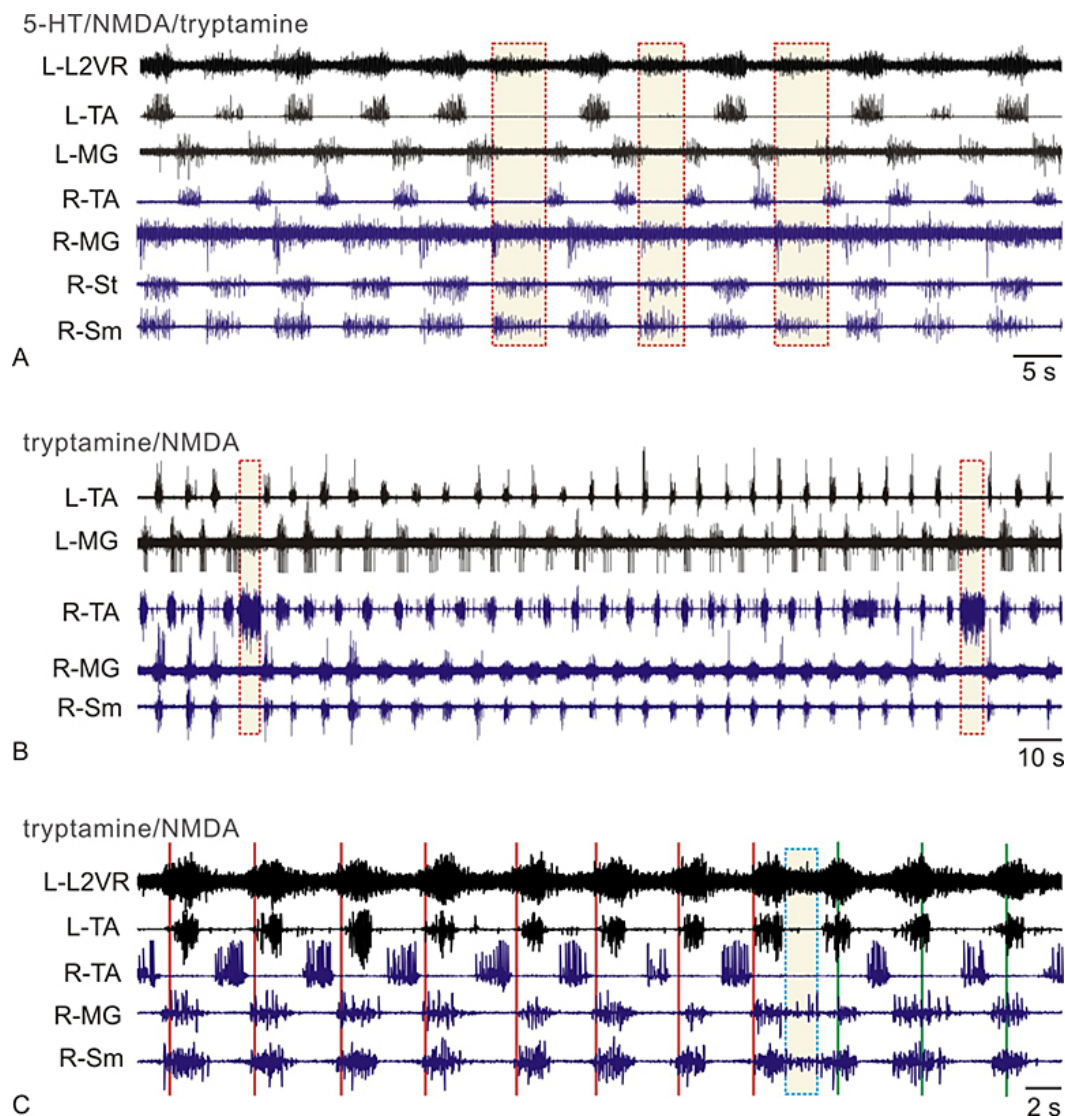 5-HT/NMDA/tryptamine
L-L2VR
L-TA
L-MG
R-TA
R-MG
R-St
R-Sm
A
5 s
tryptamine/NMDA
L-TA
L-MG
R-TA
R-MG
R-Sm
B
10 s
tryptamine/NMDA
L-L2VR
L-TA
R-TA
R-MG
R-Sm
C
2 s